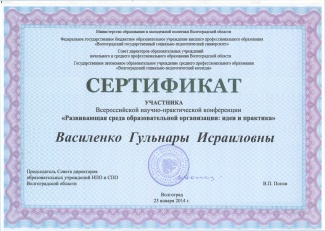 Министерство образования и молодежной политики Волгоградской области
Федеральное государственное бюджетное образовательное учреждение высшего профессионального образования
«Волгоградский государственный социально-педагогический университет»
Совет директоров образовательных учреждений
начального и среднего профессионального образования Волгоградской области
Государственное автономное образовательное учреждение среднего профессионального образования
«Волгоградский социально-педагогический колледж»
СЕРТИФИКАТ
УЧАСТНИКА
Всероссийской научно-практической конференции
«Развивающая среда образовательной организации: идеи и практика»
Василенко Гульнары Исраиловны
Председатель Совета директоров
образовательных учреждений НПО и СПО
Волгоградской области
В.П. Попов
Волгоград
23 января 2014 г.